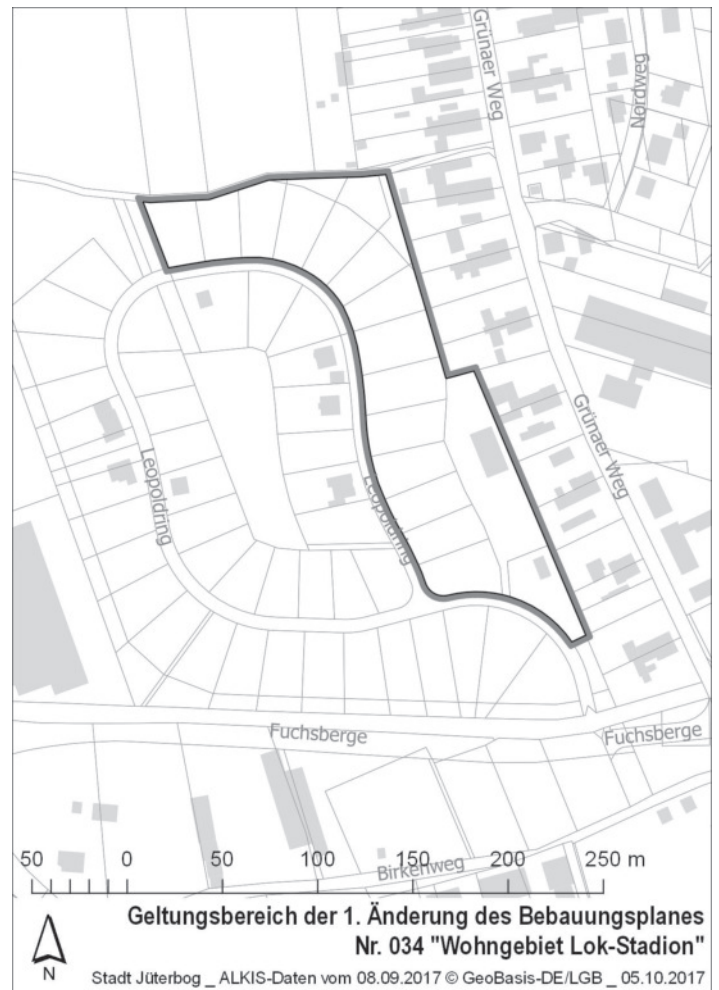 Grünaer Weg
Nordweg
Grünaer Weg
Leopoldring
Leopoldring
Fuchsberge
Fuchsberge
Birkenweg
50 0 50 100 150 200 250 m
N
Geltungsbereich der 1. Änderung des Bebauungsplanes
Nr. 034 "Wohngebiet Lok-Stadion"
Stadt Jüterbog _ ALKIS-Daten vom 08.09.2017 © GeoBasis-DE/LGB _ 05.10.2017